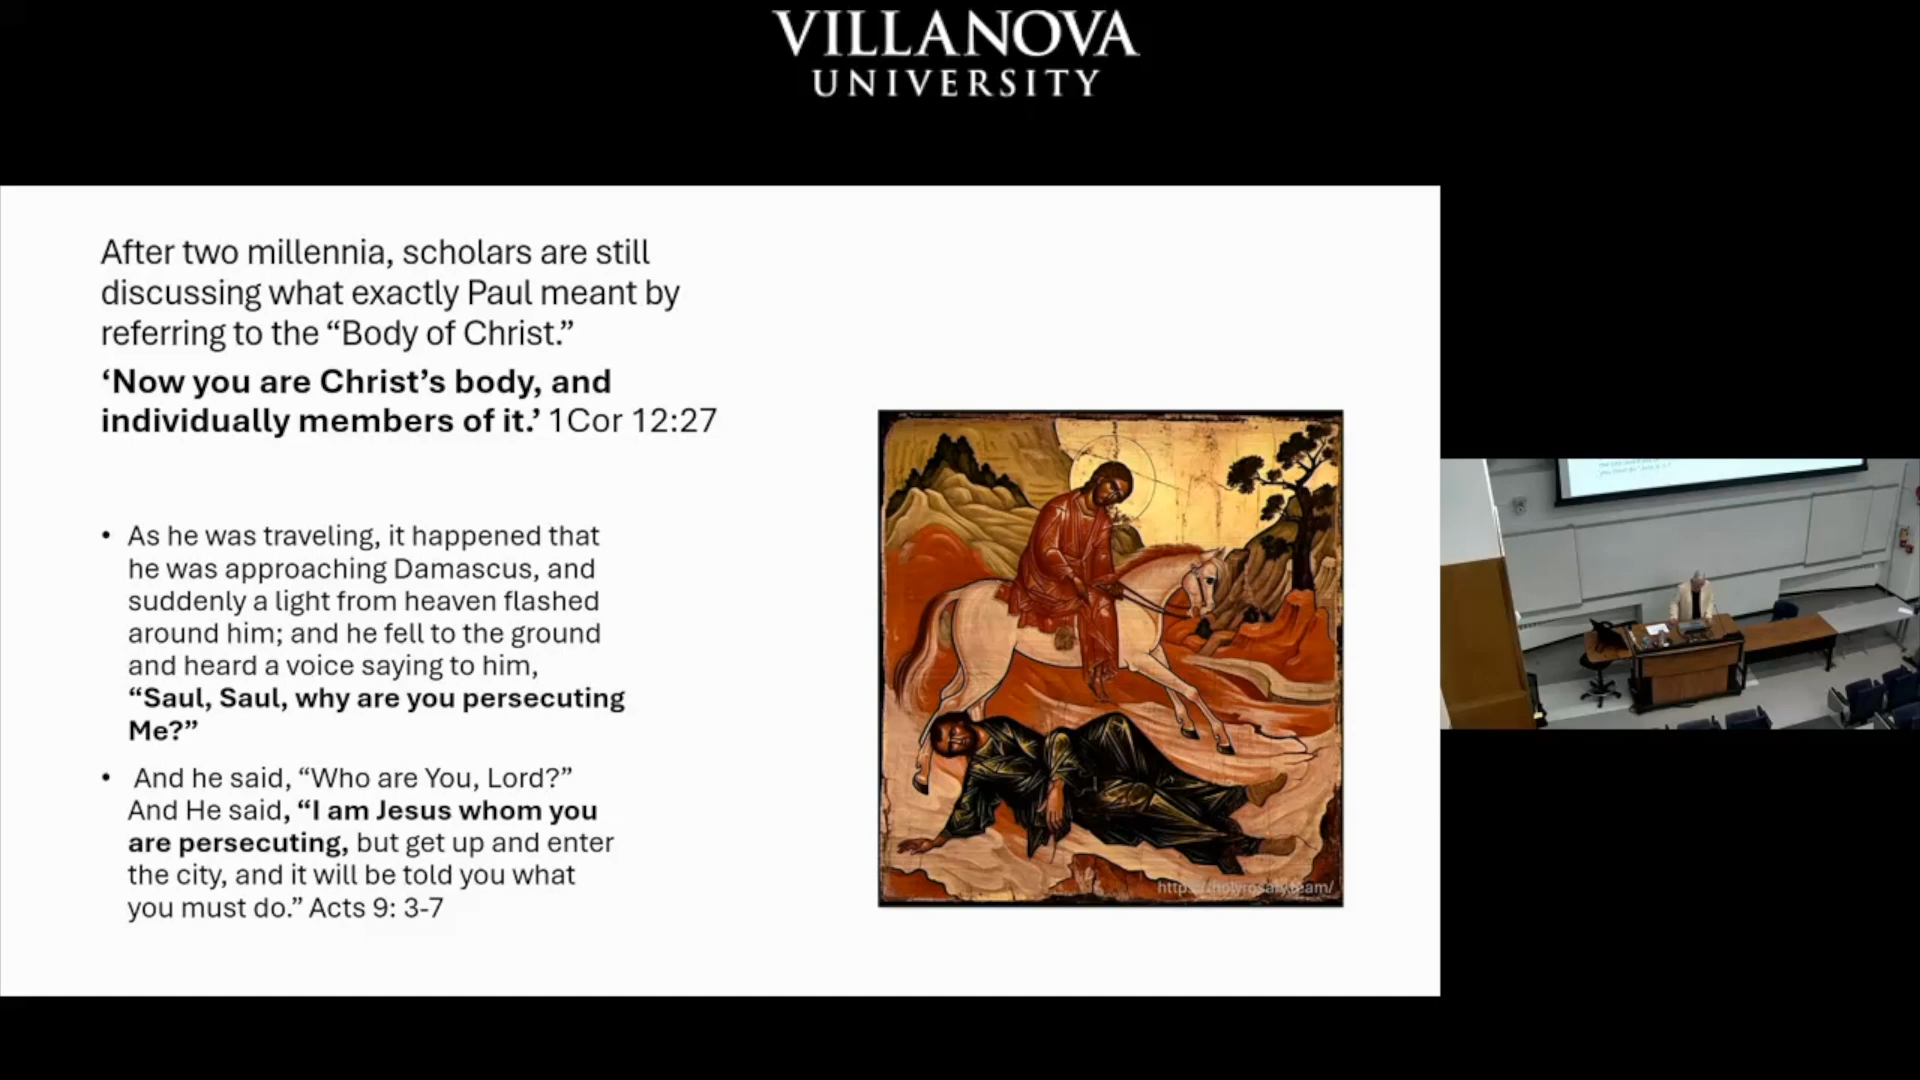 VILLANOVA
UNIVERSITY
After two millennia, scholars are still
discussing what exactly Paul meant by
referring to the “Body of Christ.”
‘Now you are Christ’s body, and
individually members of it.’ 1Cor 12:27
• As he was traveling, it happened that
he was approaching Damascus, and
suddenly a light from heaven flashed
around him; and he fell to the ground
and heard a voice saying to him,
“Saul, Saul, why are you persecuting
Me?”
• And he said, “Who are You, Lord?”
And He said, “I am Jesus whom you
are persecuting, but get up and enter
the city, and it will be told you what
you must do.” Acts 9: 3-7
https://holyrosary.team/